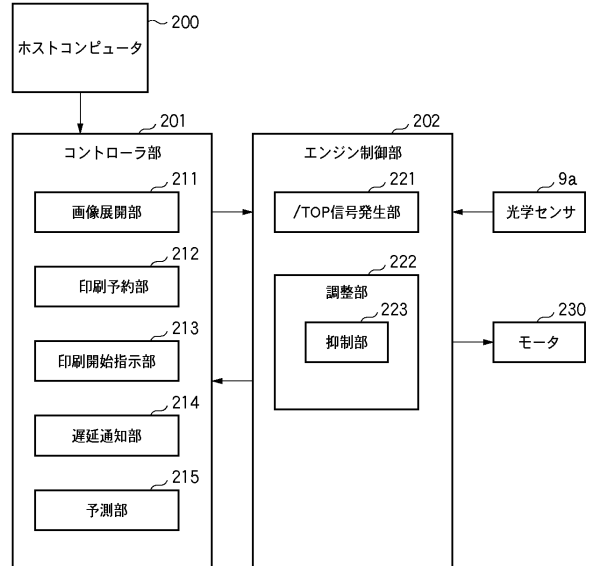 200
ホストコンピュータ
201
コントローラ部
211
画像展開部
212
印刷予約部
213
印刷開始指示部
214
遅延通知部
215
予測部
202
エンジン制御部
221
/TOP信号発生部
222
調整部
223
抑制部
9a
光学センサ
230
モータ